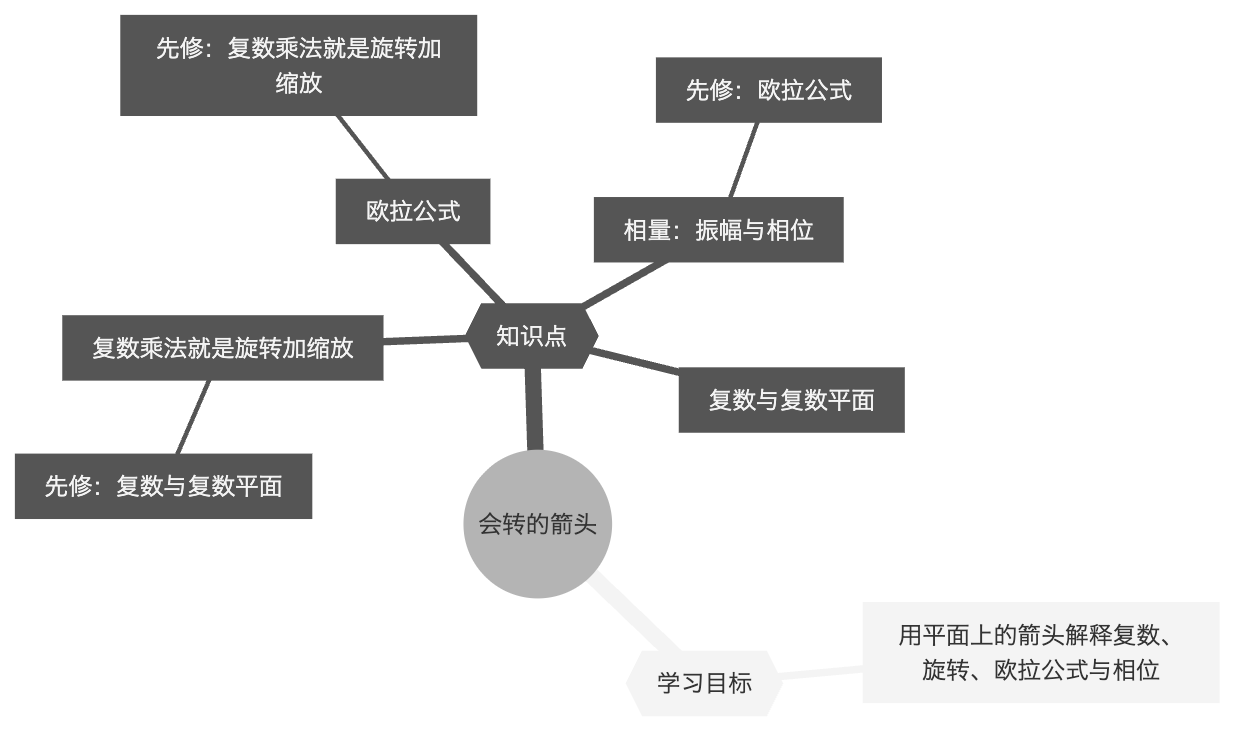 先修：复数乘法就是旋转加
缩放
先修：欧拉公式
欧拉公式
相量：振幅与相位
知识点
复数乘法就是旋转加缩放
复数与复数平面
先修：复数与复数平面
会转的箭头
用平面上的箭头解释复数、
旋转、欧拉公式与相位
学习目标